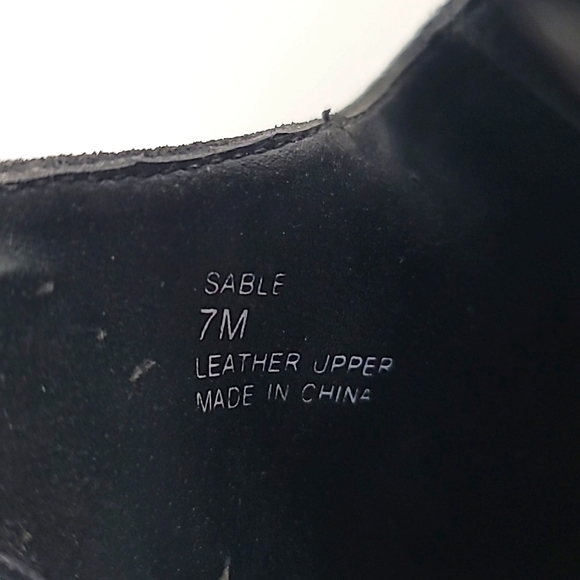 SABLE
7M
LEATHER UPPER
MADE IN CHINA